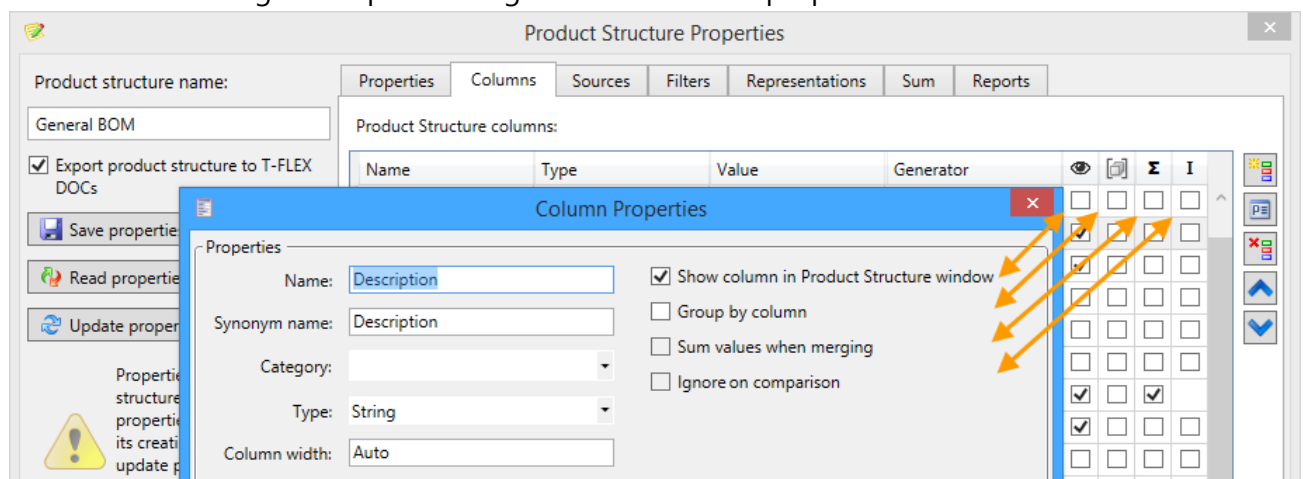 Product Structure Properties
Product structure name:
General BOM
Export product structure to T-FLEX
DOCs
Save propertie
Read propertie
Update proper
Propertie
structure
propertie
its creati
update p
Properties Columns Sources Filters Representations Sum Reports
Product Structure columns:
Name Type Value Generator Σ I
Column Properties
Properties
Name: Description
Synonym name: Description
Category:
Type: String
Column width: Auto
Show column in Product Structure window
Group by column
Sum values when merging
Ignore on comparison